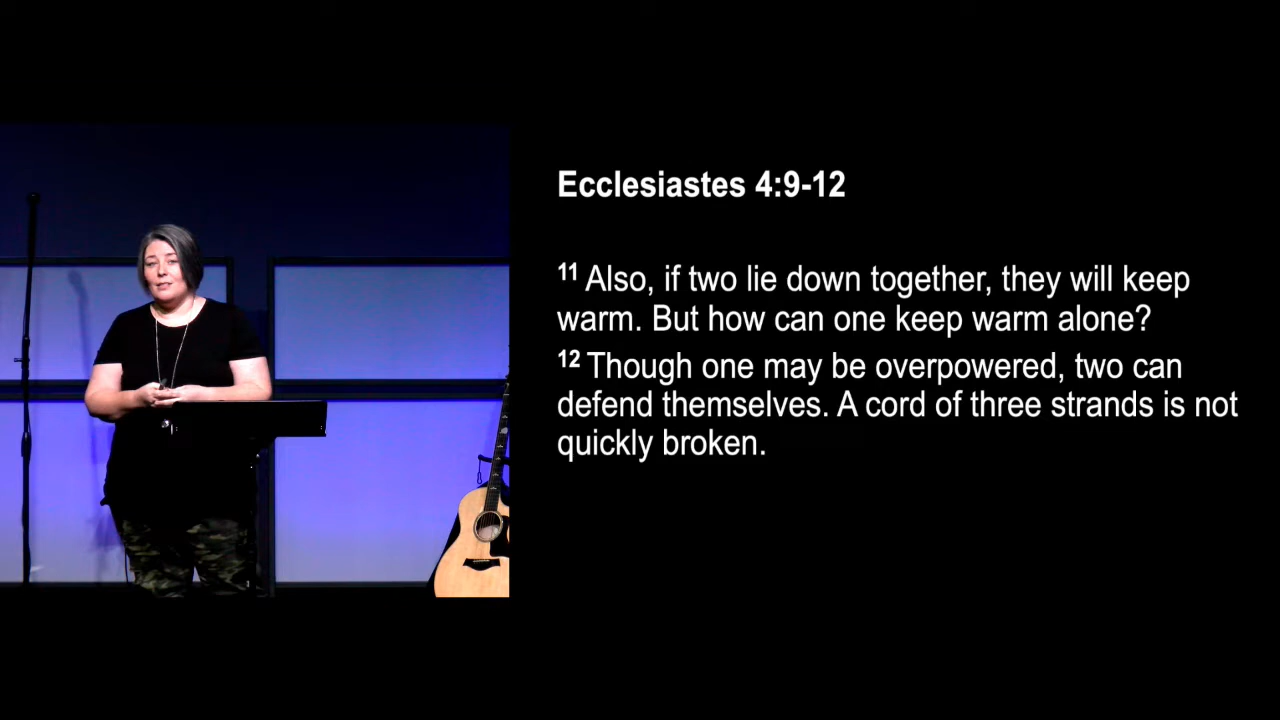 Ecclesiastes 4:9-12
11 Also, if two lie down together, they will keep
warm. But how can one keep warm alone?
12 Though one may be overpowered, two can
defend themselves. A cord of three strands is not
quickly broken.